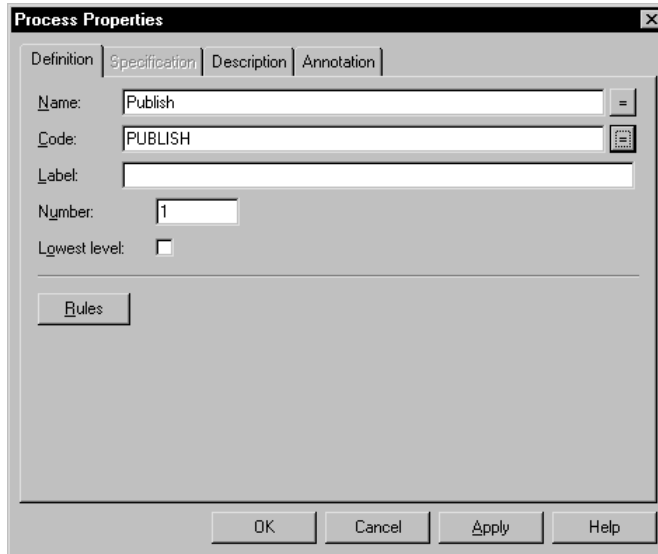 Process Properties
Definition Specification Description Annotation
Name: Publish =
Code: PUBLISH =
Label:
Number: 1
Lowest level:
Rules
OK Cancel Apply Help